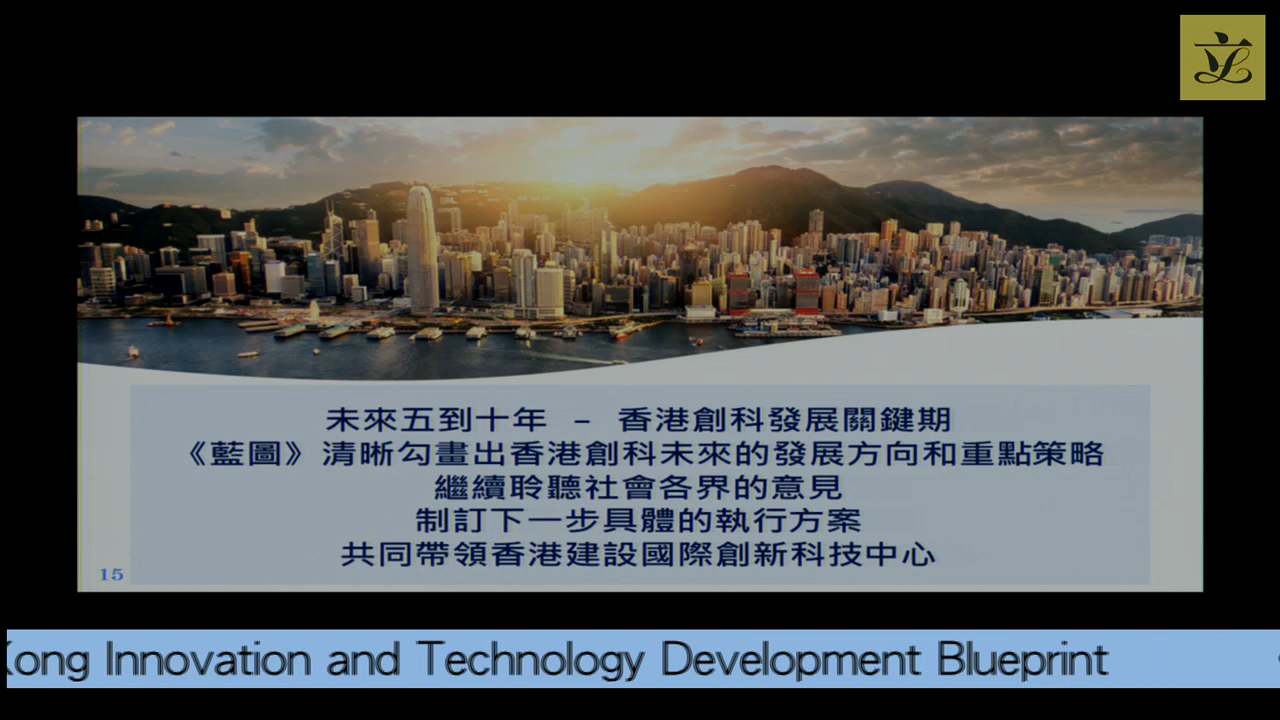 立
未來五到十年 – 香港創科發展關鍵期
《藍圖》清晰勾畫出香港創科未來的發展方向和重點策略
繼續聆聽社會各界的意見
制訂下一步具體的執行方案
共同帶領香港建設國際創新科技中心
15
Kong Innovation and Technology Development Blueprint